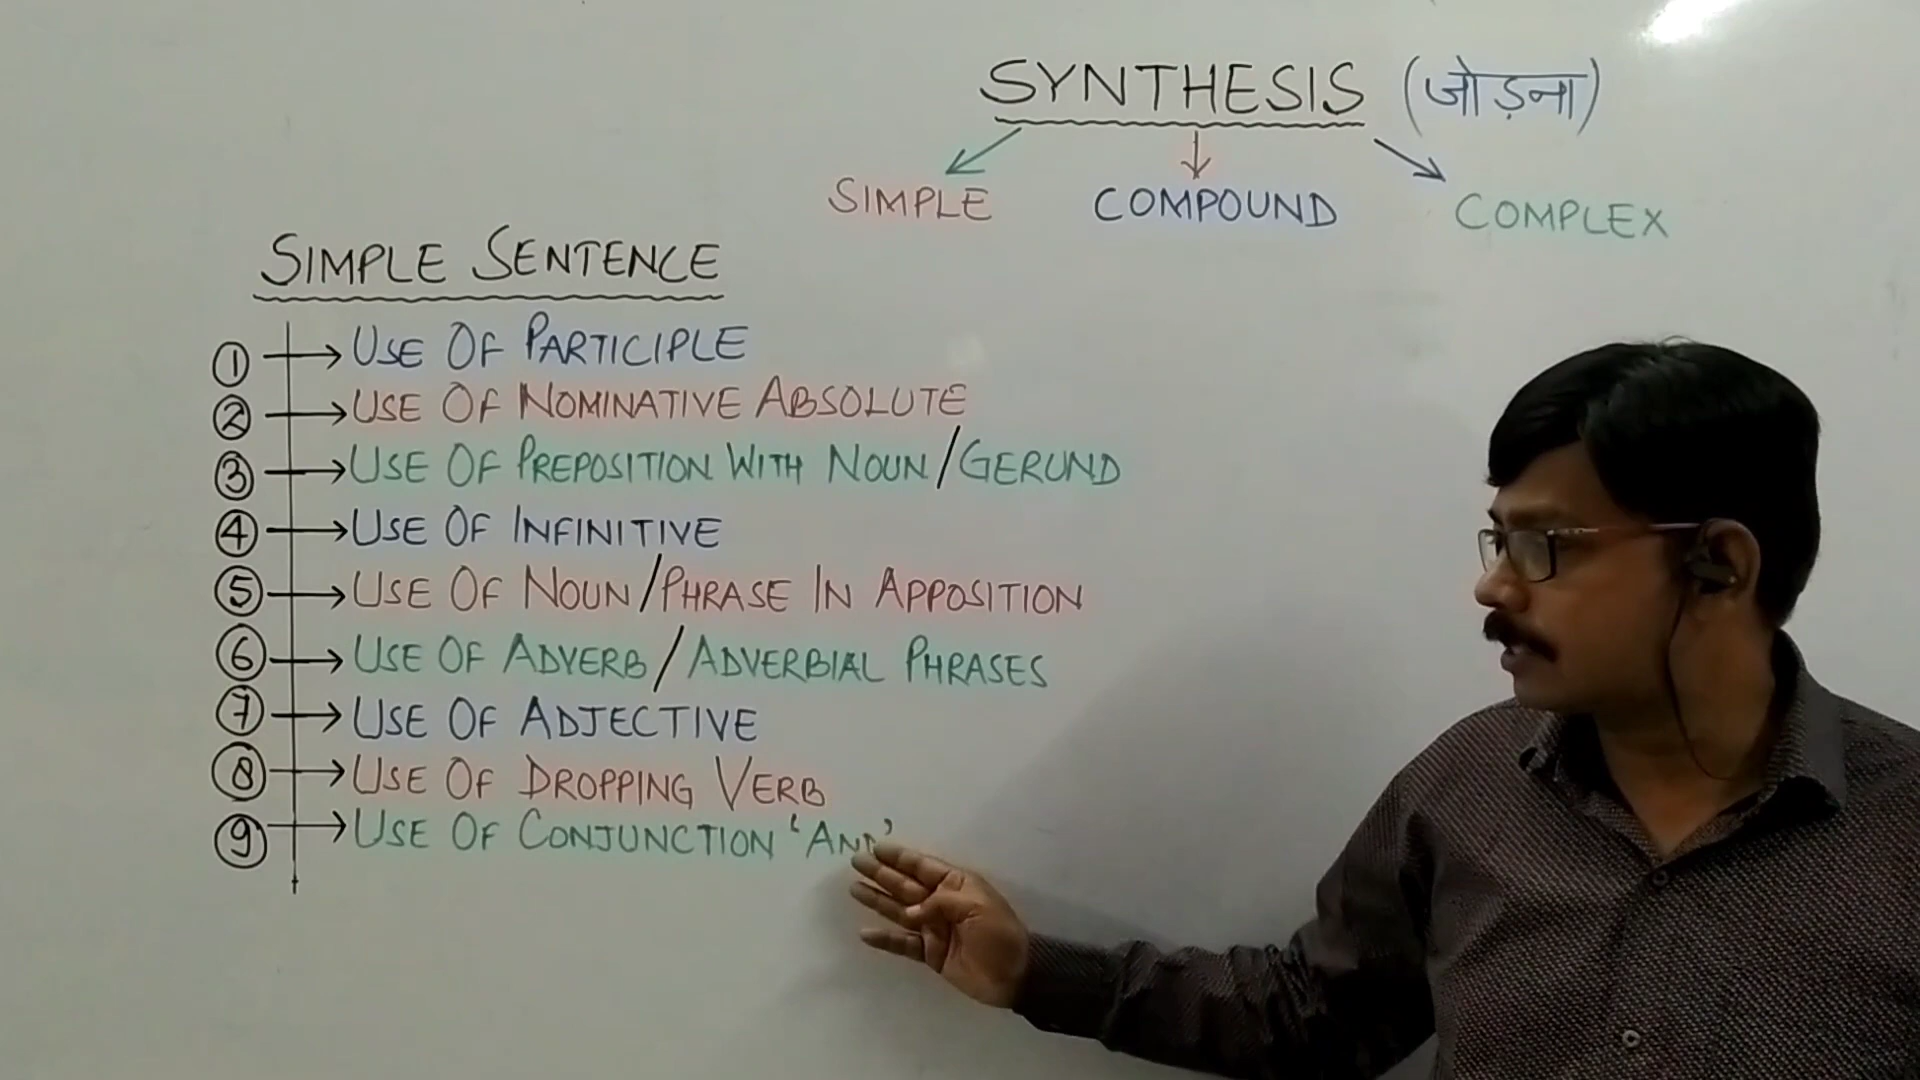 SYNTHESIS (जोड़ना)
SIMPLE COMPOUND COMPLEX
SIMPLE SENTENCE
1 → USE OF PARTICIPLE
2 → USE OF NOMINATIVE ABSOLUTE
3 → USE OF PREPOSITION WITH NOUN/GERUND
4 → USE OF INFINITIVE
5 → USE OF NOUN/PHRASE IN APPOSITION
6 → USE OF ADVERB/ADVERBIAL PHRASES
7 → USE OF ADJECTIVE
8 → USE OF DROPPING VERB
9 → USE OF CONJUNCTION 'AND'